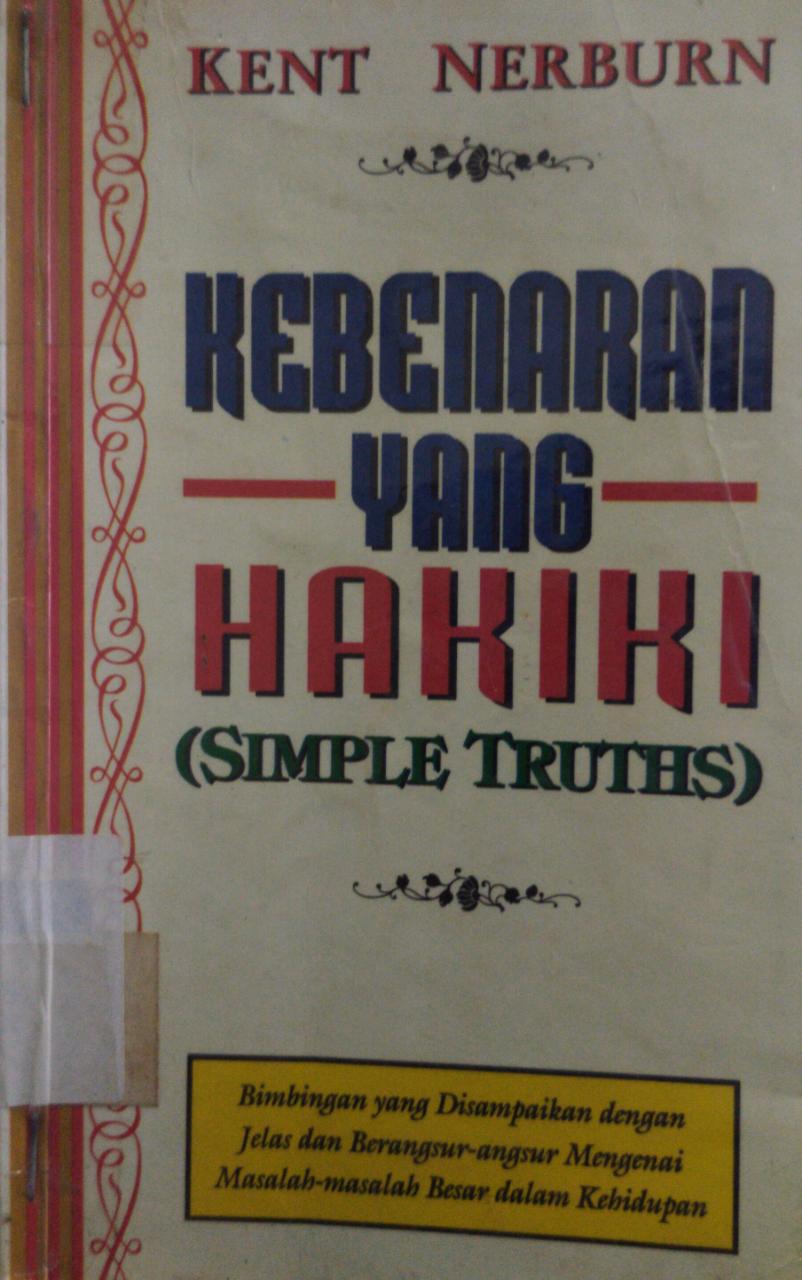 KENT NERBURN
KEBENARAN
YANG
HAKIKI
(SIMPLE TRUTHS)
Bimbingan yang Disampaikan dengan
Jelas dan Berangsur-angsur Mengenai
Masalah-masalah Besar dalam Kehidupan